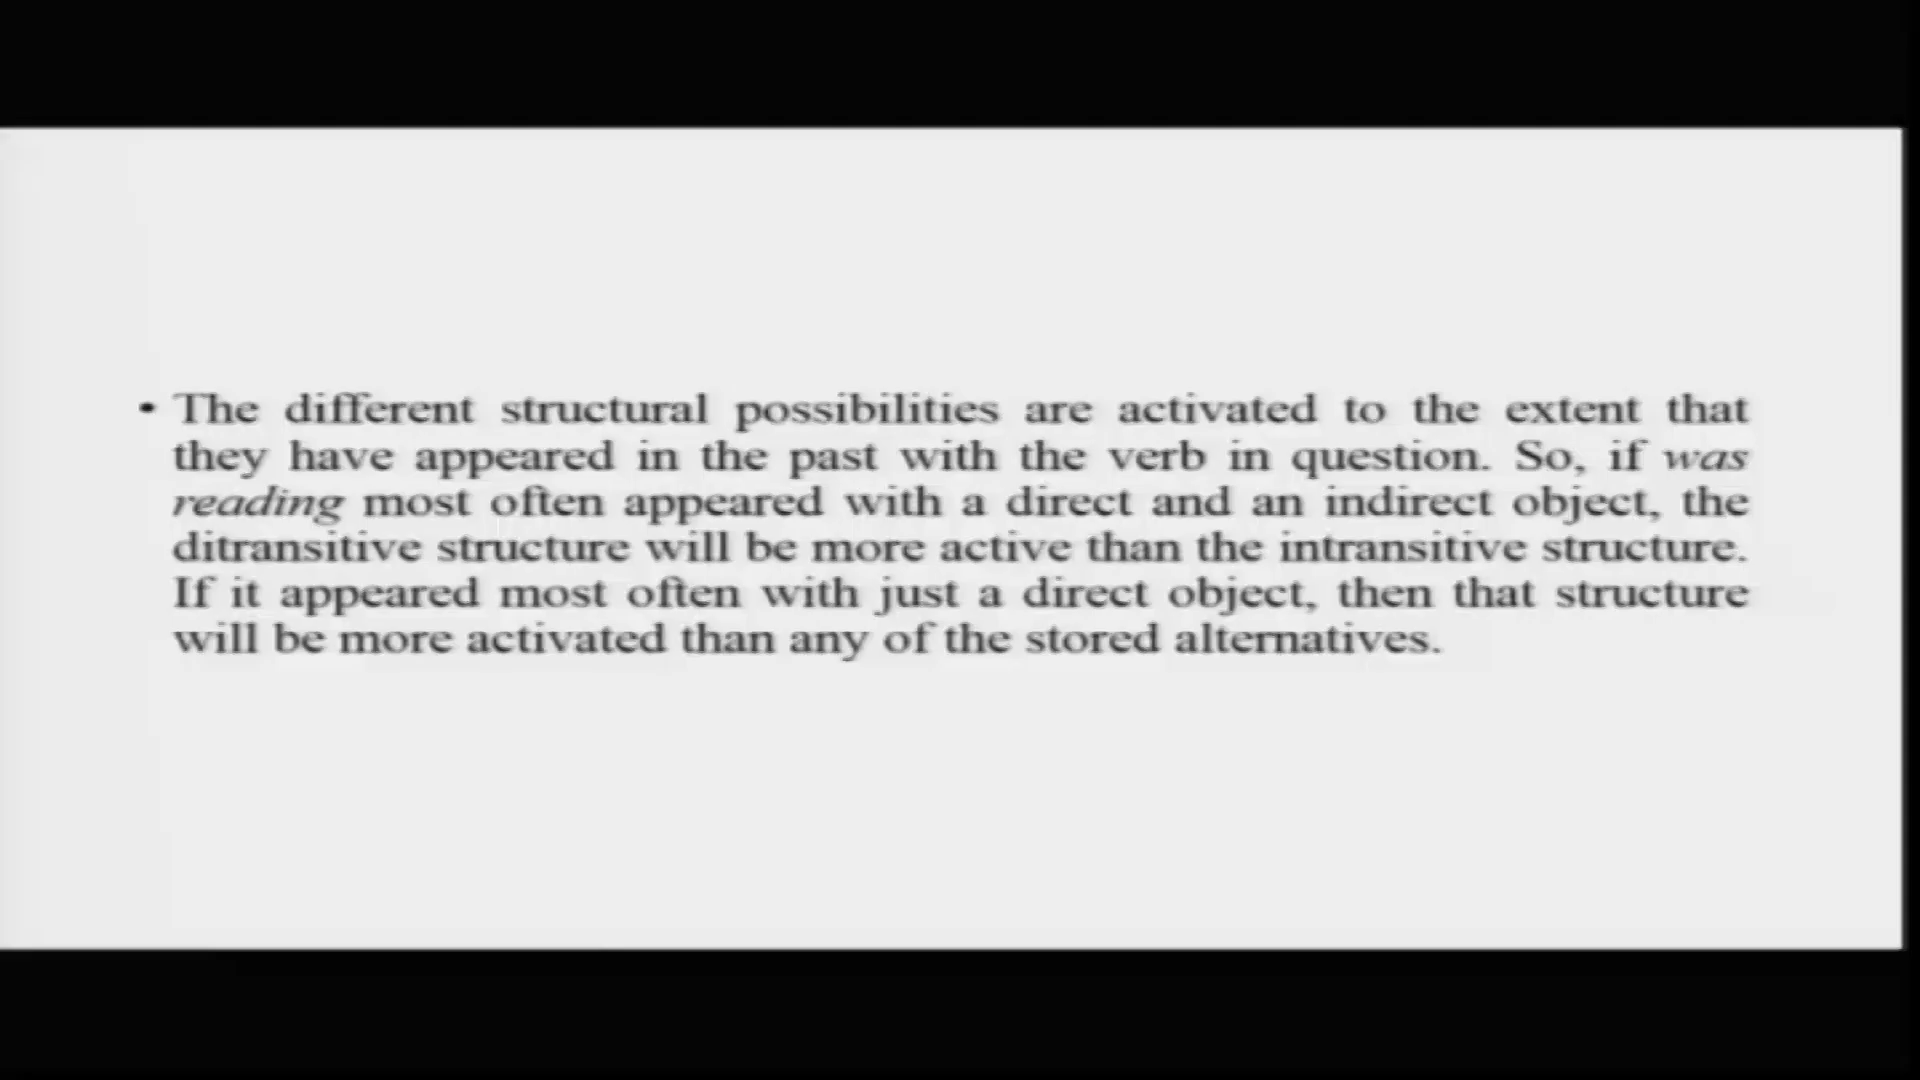 • The different structural possibilities are activated to the extent that
they have appeared in the past with the verb in question. So, if was
reading most often appeared with a direct and an indirect object, the
ditransitive structure will be more active than the intransitive structure.
If it appeared most often with just a direct object, then that structure
will be more activated than any of the stored alternatives.